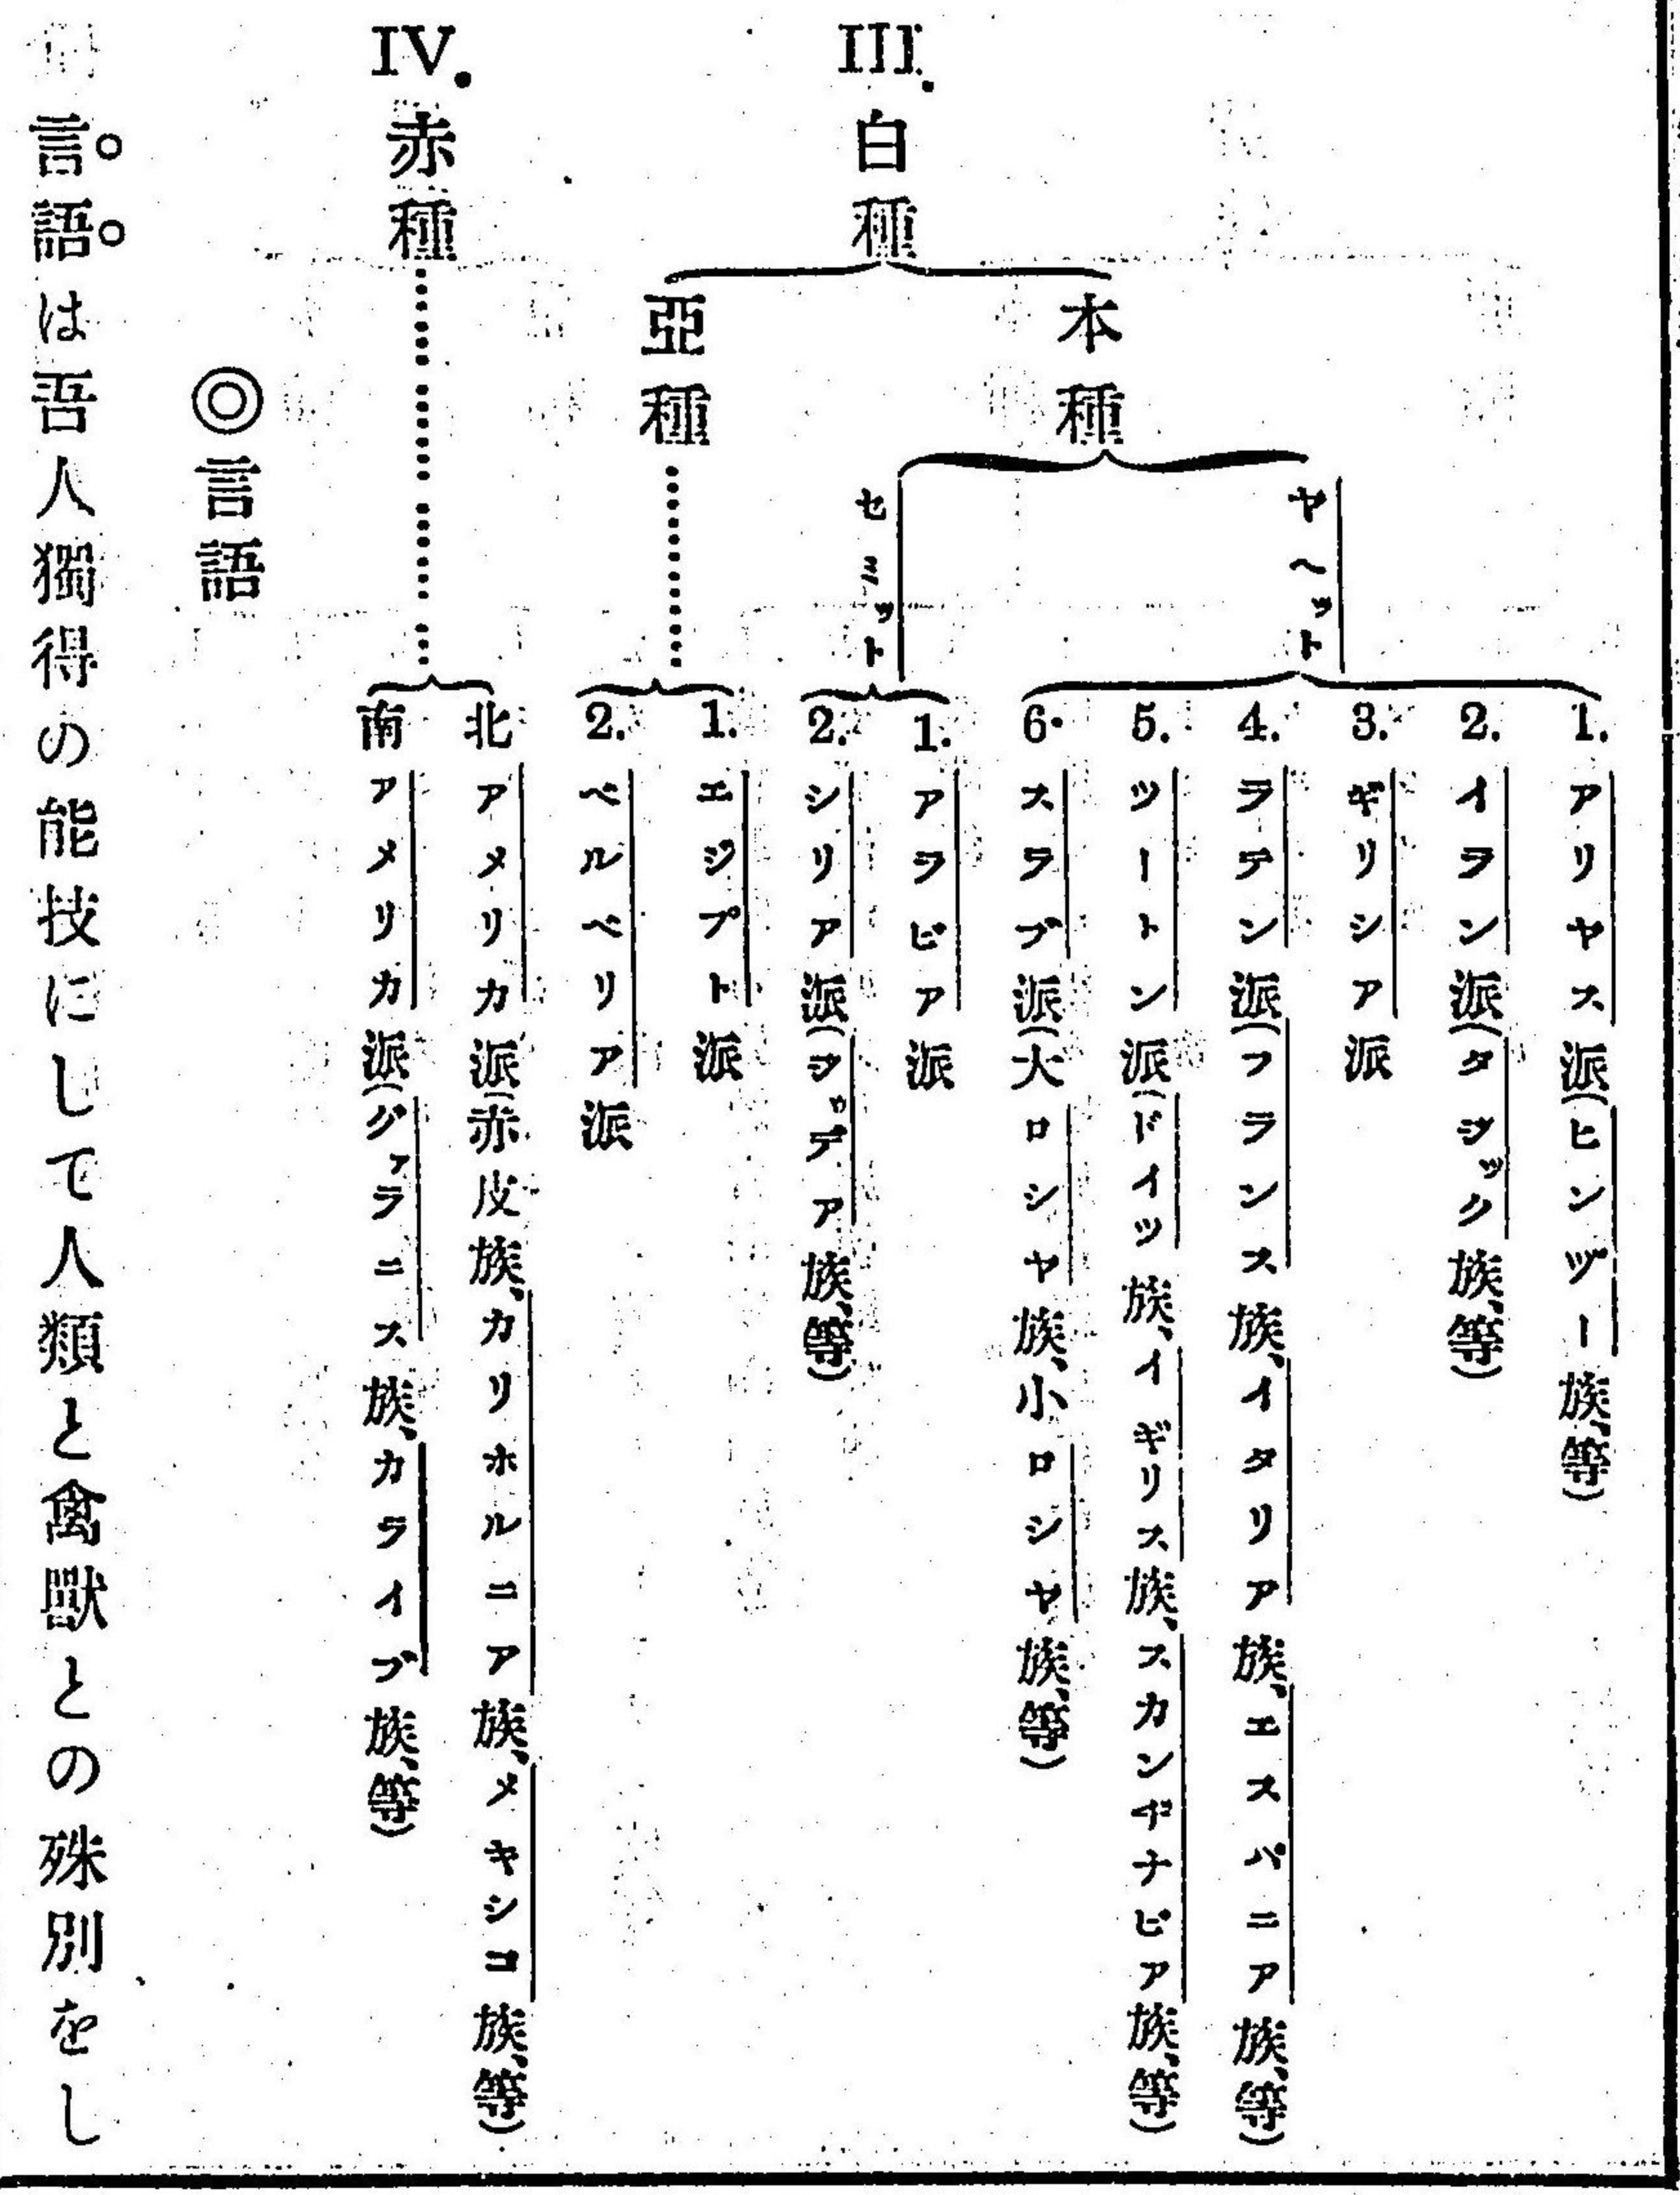 III. 白種
本種
ヤヘット
1. アリヤス派(ヒンヅー族、等)
2. イラン派(タジック族、等)
3. ギリシア派
4. ラテン派(フランス族、イタリア族、エスパニア族、等)
5. ツートン派(ドイツ族、イギリス族、スカンヂナビア族、等)
6. スラブ派(大ロシヤ族、小ロシヤ族、等)
セミット
1. アラビア派
2. シリア派(族、等)
亞種
1. エジプト派
2. ベルベリア派
IV. 赤種
北アメリカ派(赤皮族、カリホルニア族、メキシコ族、等)
南アメリカ派(族、カライブ族、等)
◎言語
言語は吾人獨得の能技にして人類と禽獸との殊別をし